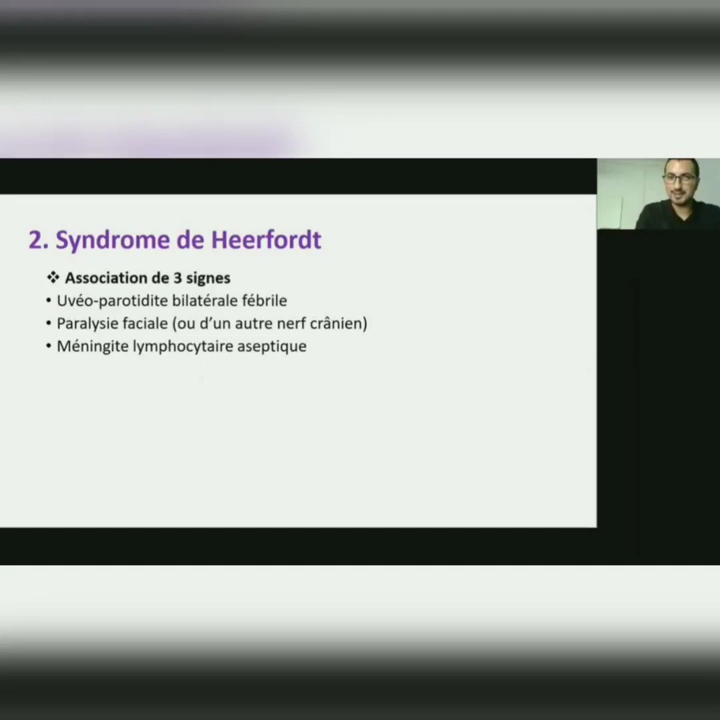 2. Syndrome de Heerfordt
❖ Association de 3 signes
• Uvéo-parotidite bilatérale fébrile
• Paralysie faciale (ou d'un autre nerf crânien)
• Méningite lymphocytaire aseptique